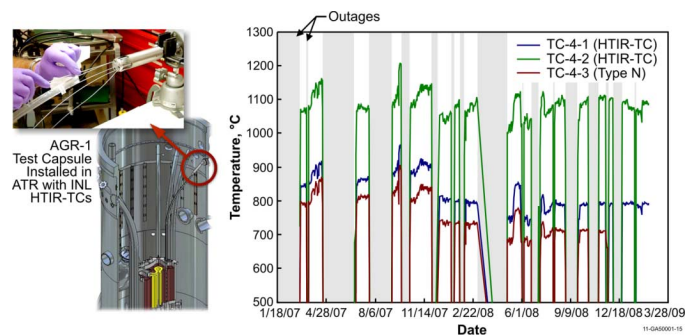 Outages
AGR-1
Test Capsule
Installed in
ATR with INL
HTIR-TCs
Temperature, °C
1300
1200
1100
1000
900
800
700
600
500
TC-4-1 (HTIR-TC)
TC-4-2 (HTIR-TC)
TC-4-3 (Type N)
1/18/07 4/28/07 8/6/07 11/14/07 2/22/08 6/1/08 9/9/08 12/18/08 3/28/09
Date
11-GA50001-15